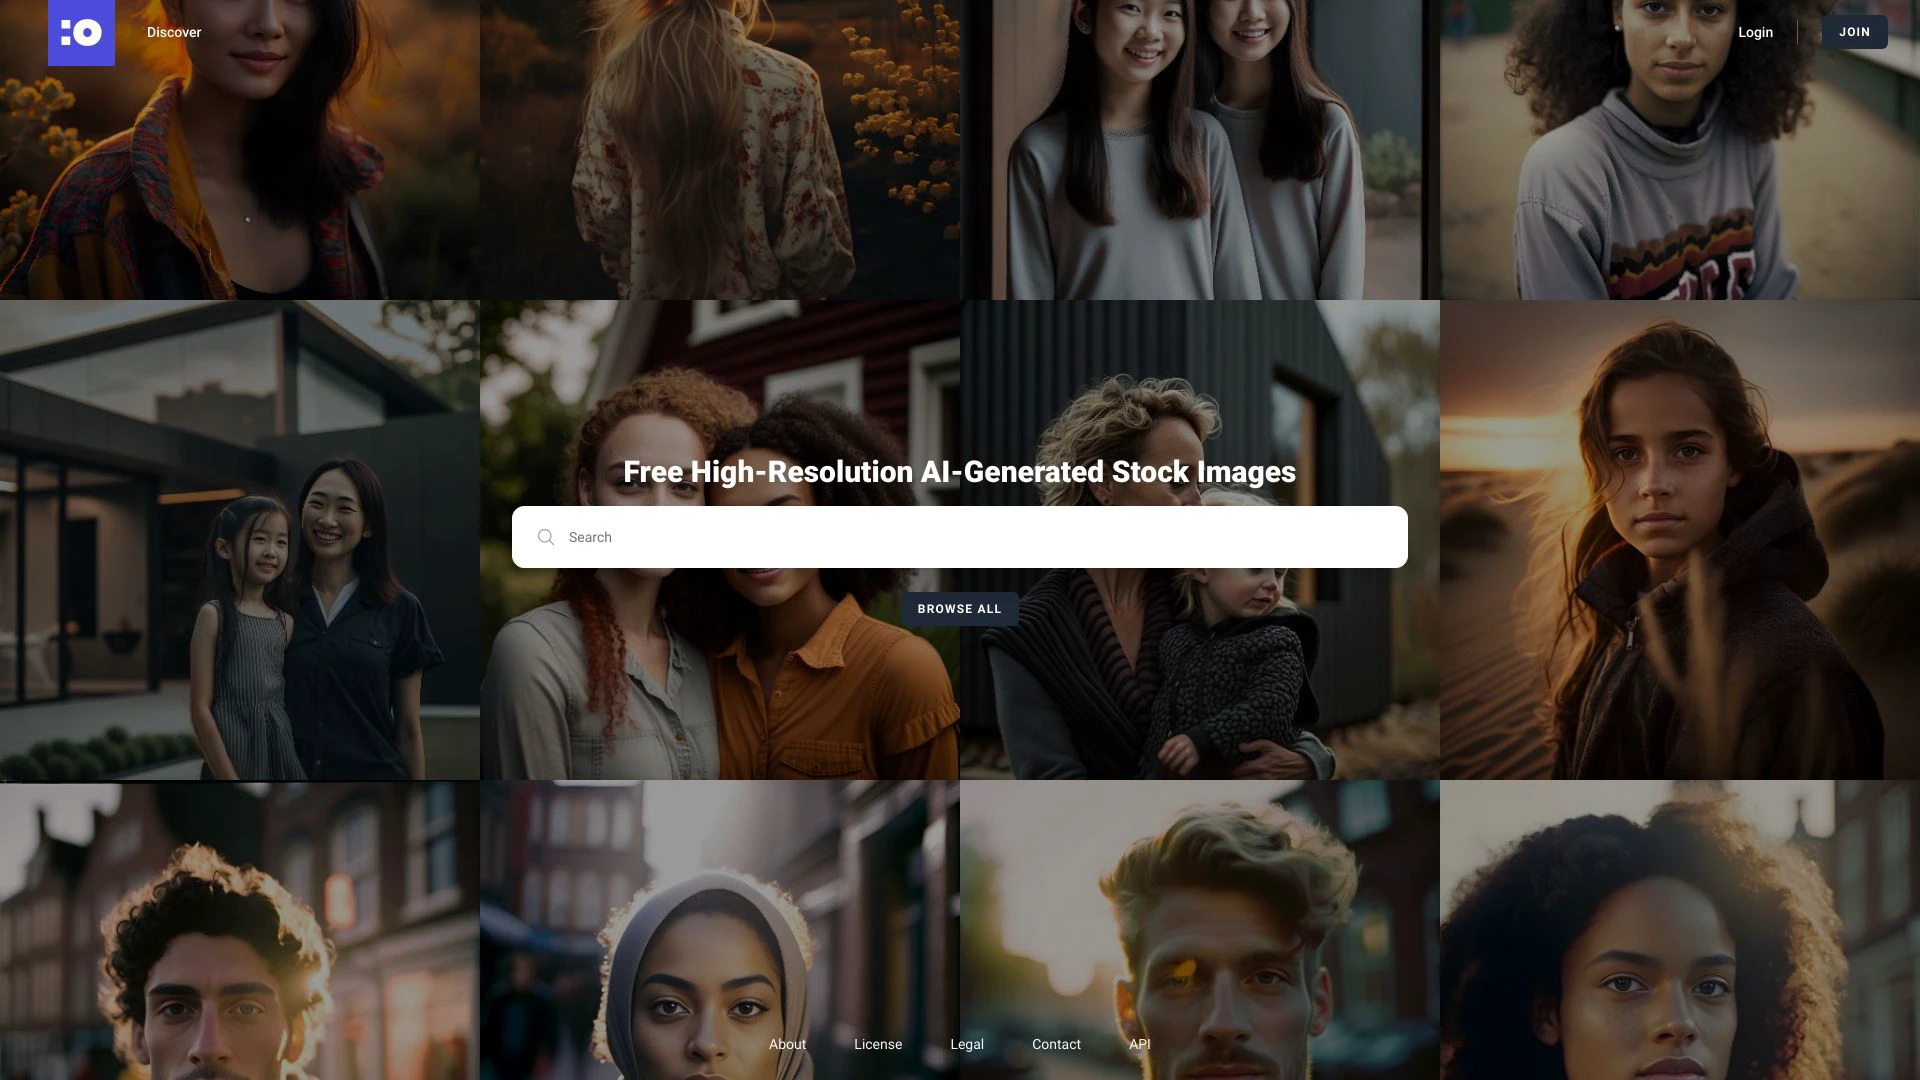 :O
Discover
Login
JOIN
Free High-Resolution AI-Generated Stock Images
Search
BROWSE ALL
About
License
Legal
Contact
API